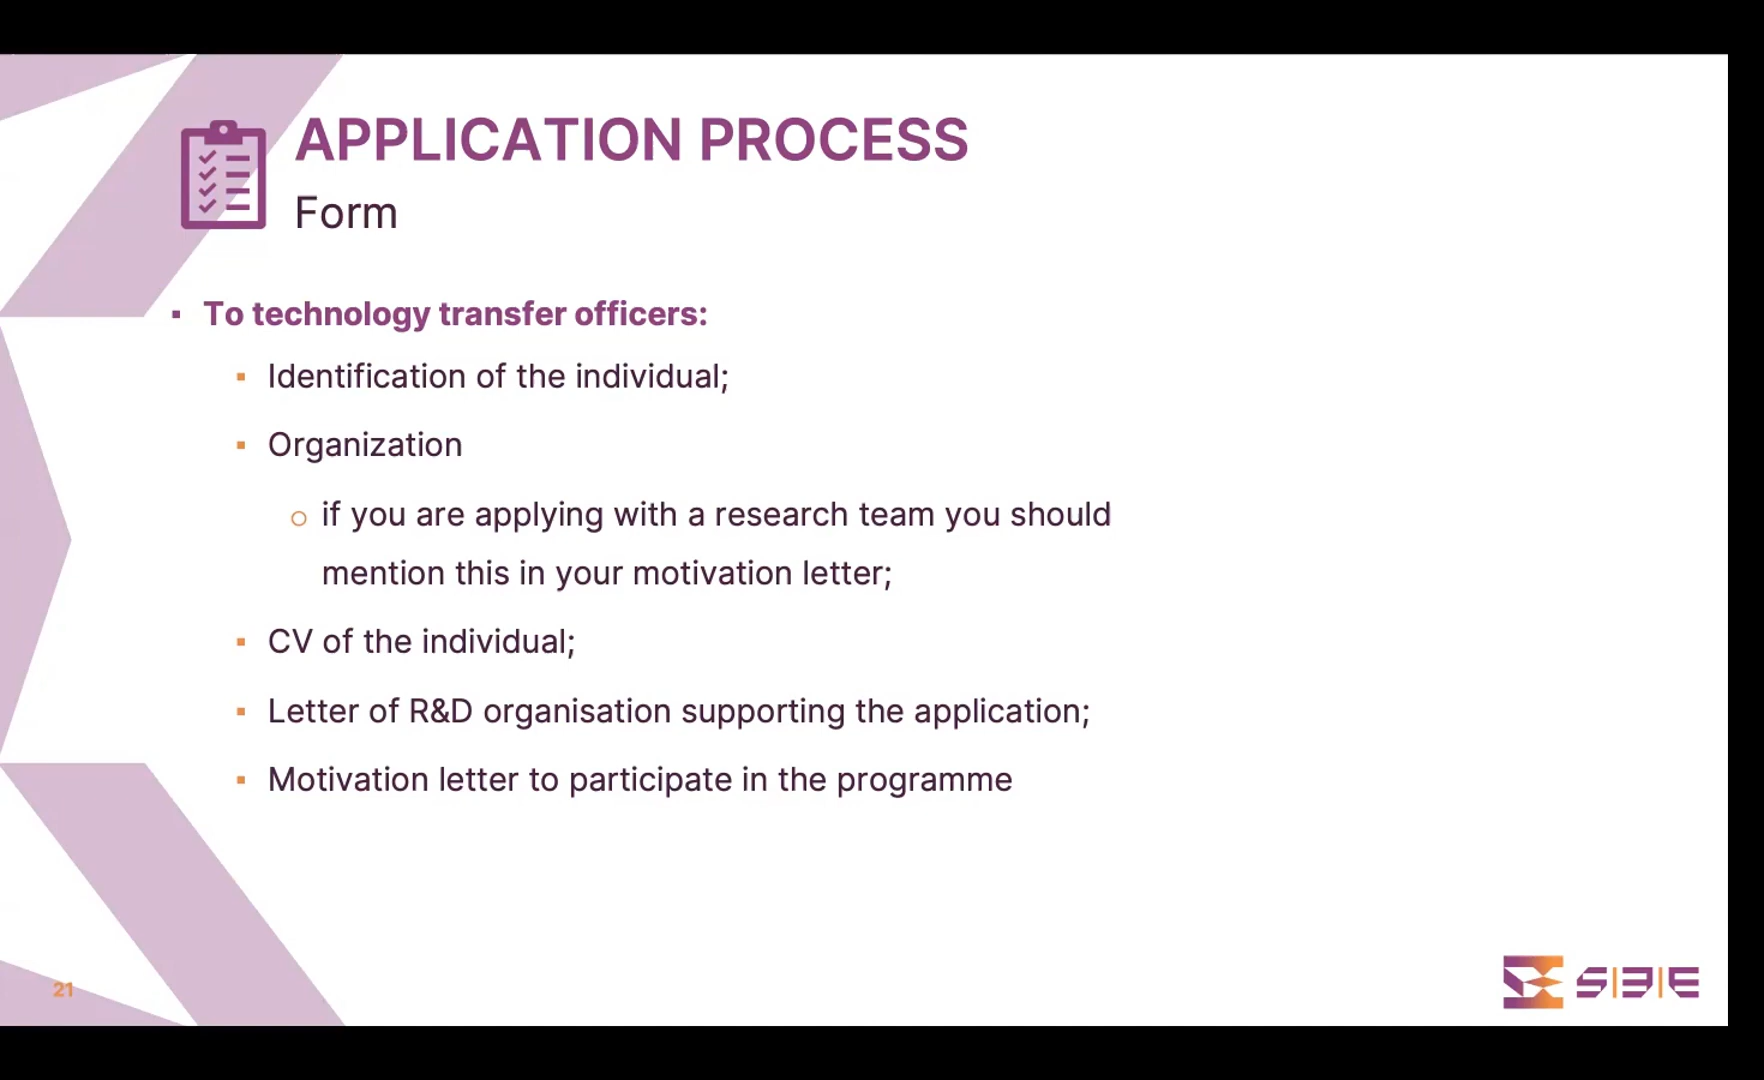 APPLICATION PROCESS
Form
▪ To technology transfer officers:
▪ Identification of the individual;
▪ Organization
○ if you are applying with a research team you should
mention this in your motivation letter;
▪ CV of the individual;
▪ Letter of R&D organisation supporting the application;
▪ Motivation letter to participate in the programme
21
S|3|E